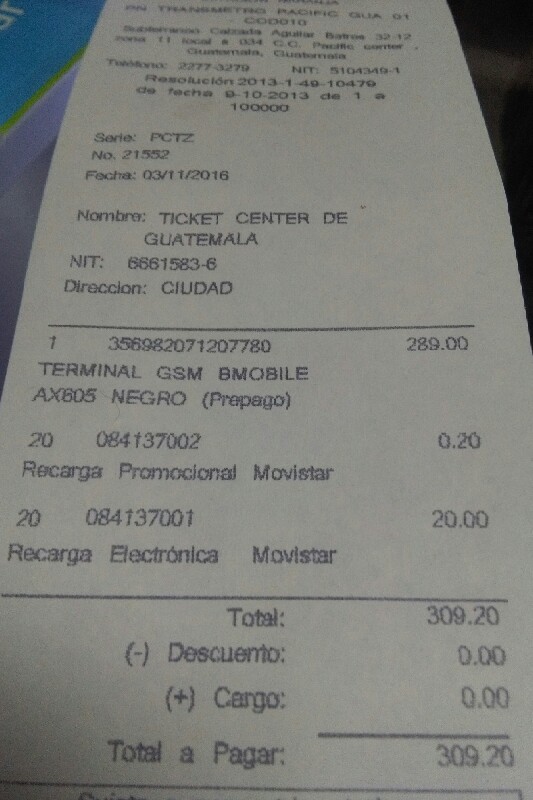 PN TRANSMETRO PACIFIC GUA 01
- COD010
Subterraneo Calzada Aguilar Batres 32-12
zona 11 local s 034 C.C. Pacific center ,
Guatemala, Guatemala
Teléfono: 2277-3279 NIT: 5104349-1
Resolución 2013-1-49-10479
de fecha 9-10-2013 de 1 a
100000
Serie: PCTZ
No. 21552
Fecha: 03/11/2016
Nombre: TICKET CENTER DE
GUATEMALA
NIT: 6661583-6
Direccion: CIUDAD
1 356982071207780 289.00
TERMINAL GSM BMOBILE
AX605 NEGRO (Prepago)
20 084137002 0.20
Recarga Promocional Movistar
20 084137001 20.00
Recarga Electrónica Movistar
Total: 309.20
(-) Descuento: 0.00
(+) Cargo: 0.00
Total a Pagar: 309.20